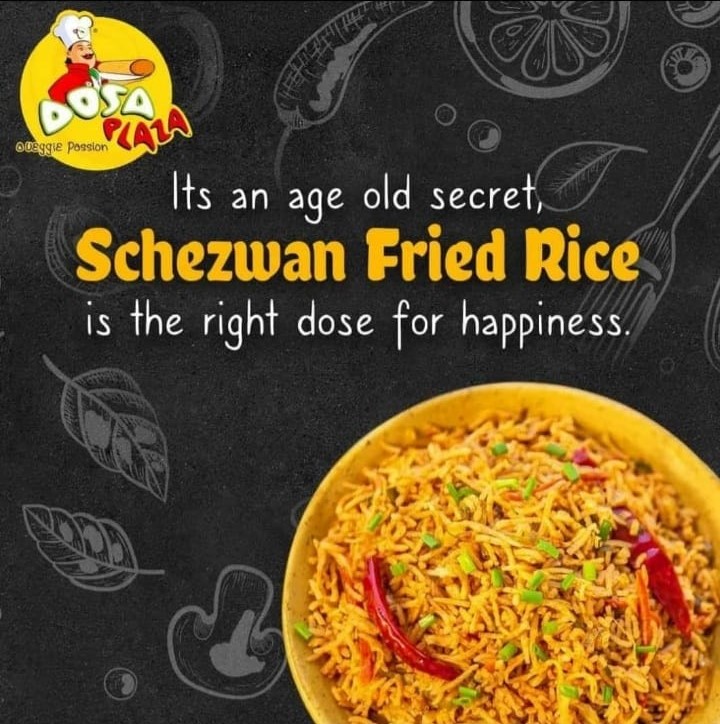 DOSA
PLAZA
a veggie Passion
Its an age old secret,
Schezwan Fried Rice
is the right dose for happiness.